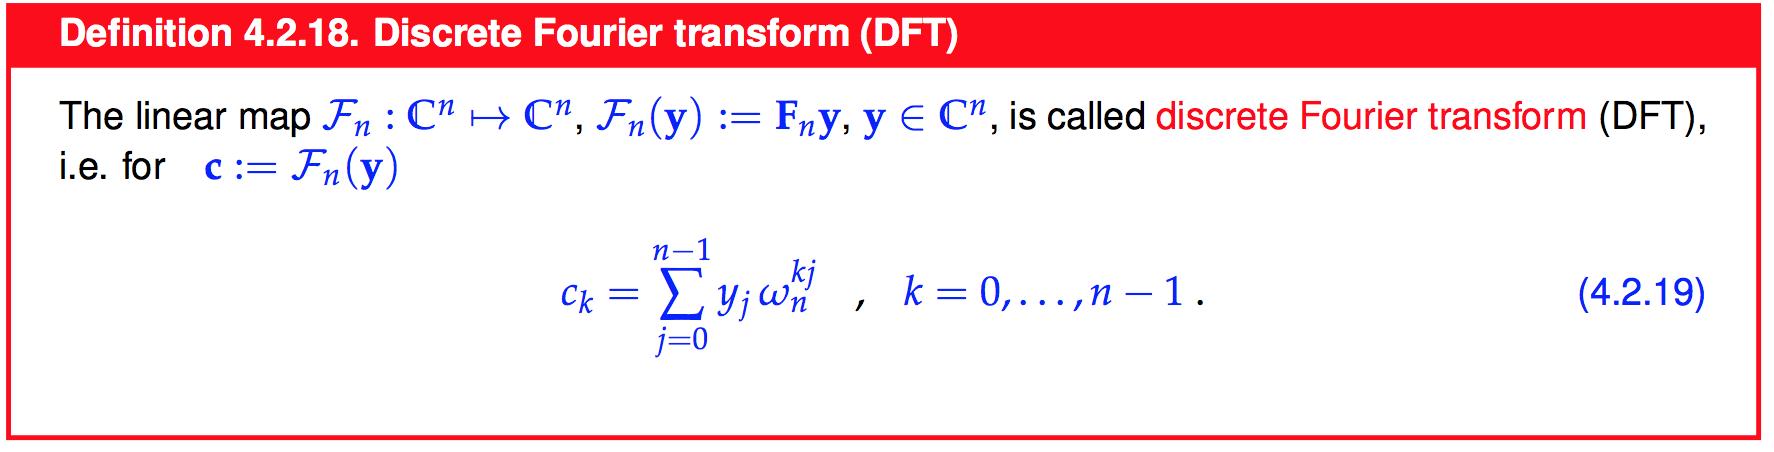 Definition 4.2.18. Discrete Fourier transform (DFT)
The linear map $\mathcal{F}_n : \mathbb{C}^n \mapsto \mathbb{C}^n$, $\mathcal{F}_n(\mathbf{y}) := \mathbf{F}_n\mathbf{y}$, $\mathbf{y} \in \mathbb{C}^n$, is called discrete Fourier transform (DFT),
i.e. for $\mathbf{c} := \mathcal{F}_n(\mathbf{y})$
$c_k = \sum_{j=0}^{n-1} y_j \omega_n^{kj}$ , $k = 0, \ldots, n-1$ . (4.2.19)